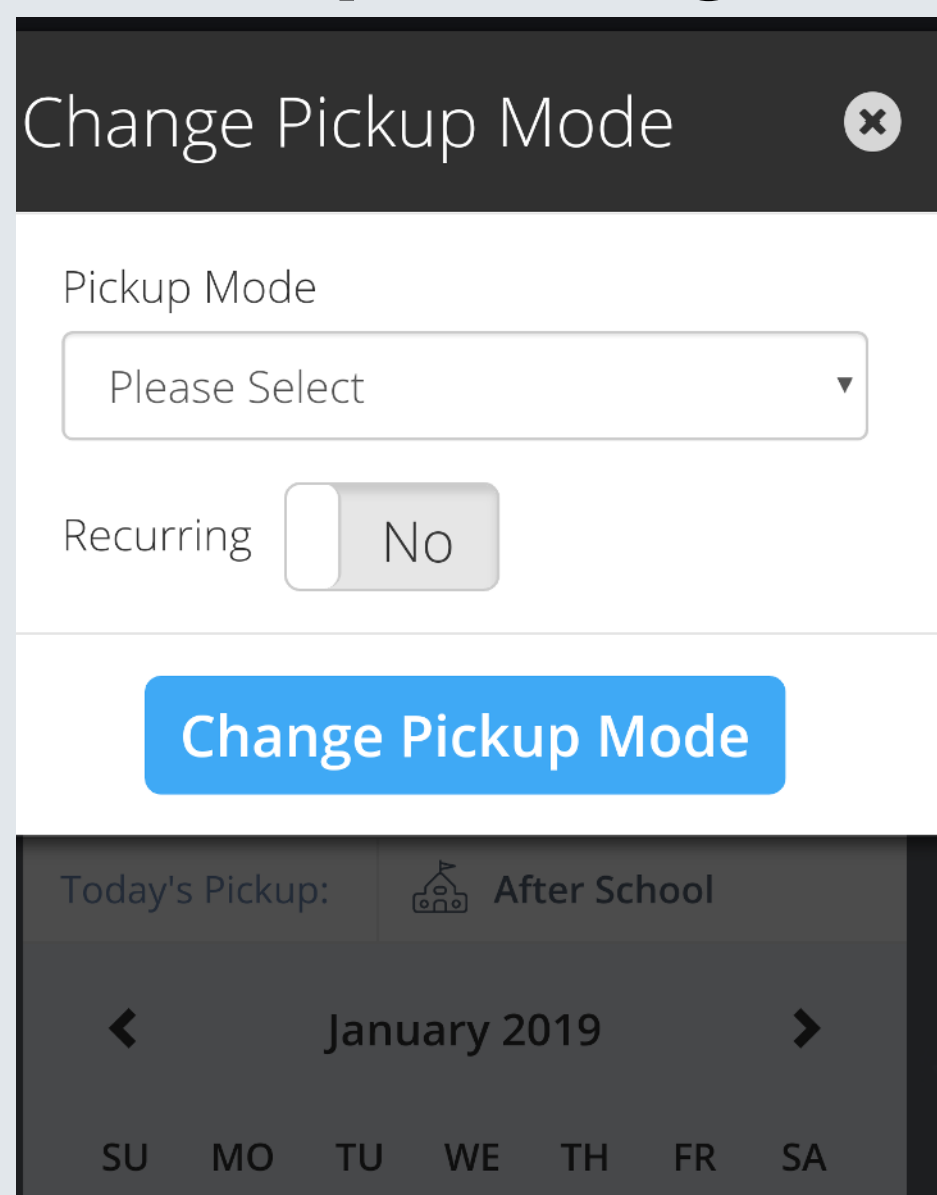 Change Pickup Mode
Pickup Mode
Please Select
Recurring No
Change Pickup Mode
Today's Pickup: After School
January 2019
SU MO TU WE TH FR SA